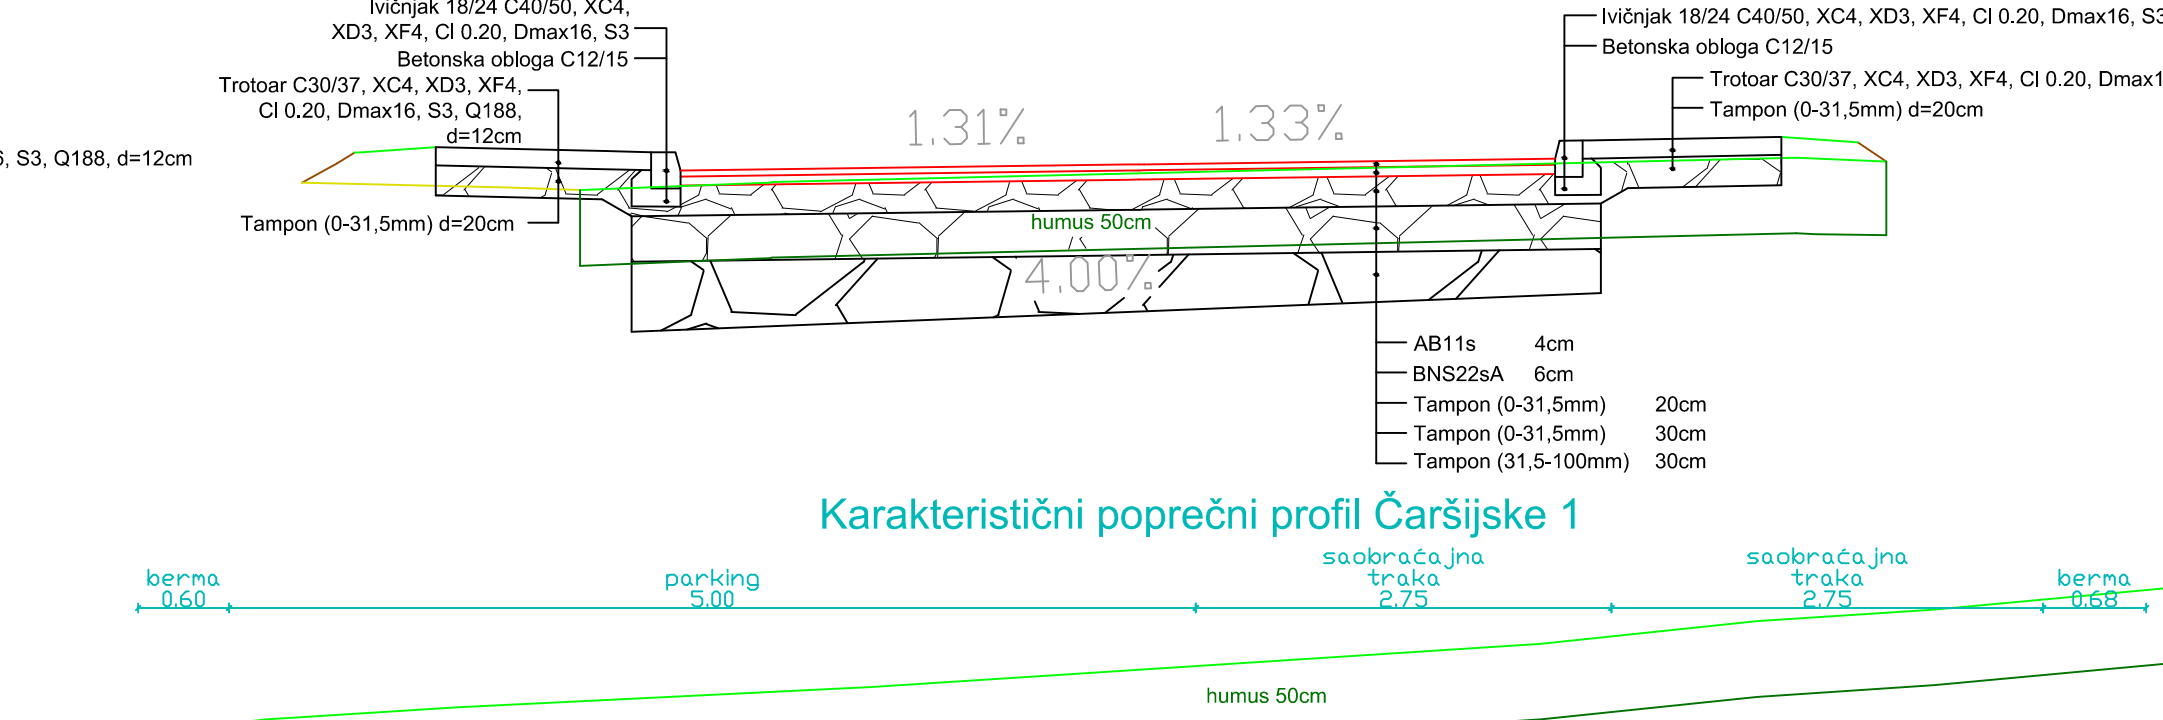 Ivičnjak 18/24 C40/50, XC4,
XD3, XF4, Cl 0.20, Dmax16, S3
Betonska obloga C12/15
Trotoar C30/37, XC4, XD3, XF4,
Cl 0.20, Dmax16, S3, Q188,
d=12cm
S3, Q188, d=12cm
Tampon (0-31,5mm) d=20cm
1.31%
1.33%
Ivičnjak 18/24 C40/50, XC4, XD3, XF4, Cl 0.20, Dmax16, S3
Betonska obloga C12/15
Trotoar C30/37, XC4, XD3, XF4, Cl 0.20, Dmax1
Tampon (0-31,5mm) d=20cm
humus 50cm
4.00%
AB11s 4cm
BNS22sA 6cm
Tampon (0-31,5mm) 20cm
Tampon (0-31,5mm) 30cm
Tampon (31,5-100mm) 30cm
Karakteristični poprečni profil Čaršijske 1
berma
0.60
parking
5.00
saobraćajna
traka
2.75
saobraćajna
traka
2.75
berma
0.68
humus 50cm